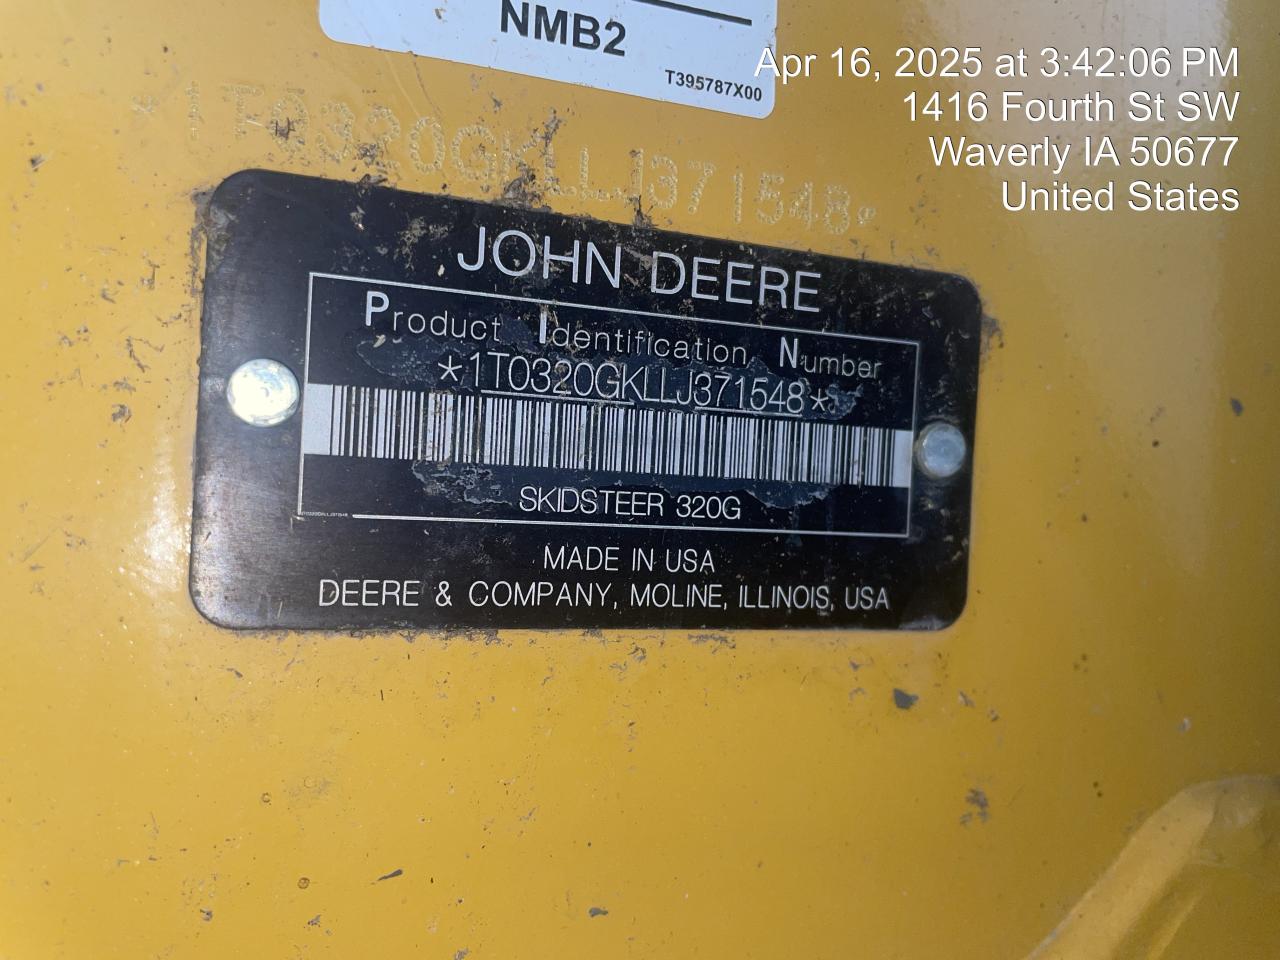 NMB2
T395787X00
Apr 16, 2025 at 3:42:06 PM
1416 Fourth St SW
Waverly IA 50677
United States
*1T0320GKLLJ371548*
JOHN DEERE
Product Identification Number
*1T0320GKLLJ371548*
SKIDSTEER 320G
MADE IN USA
DEERE & COMPANY, MOLINE, ILLINOIS, USA